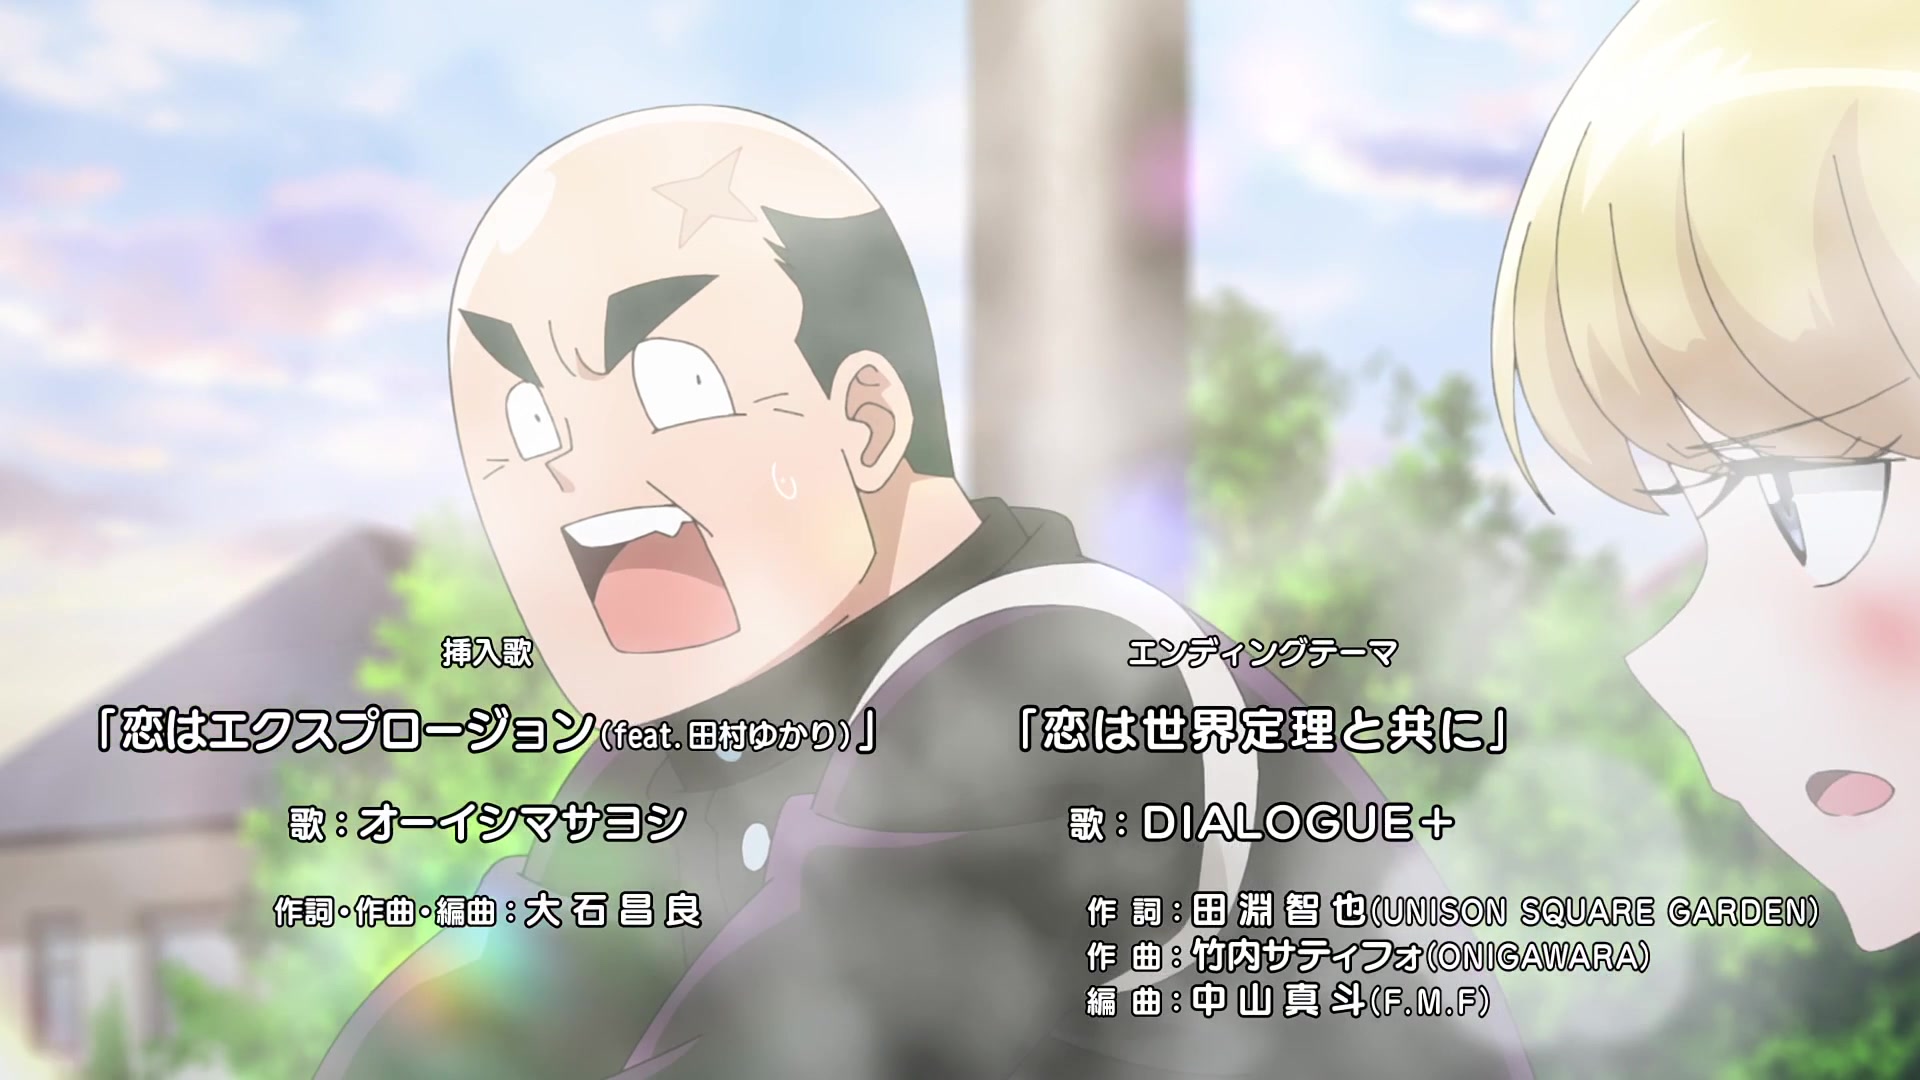 挿入歌
「恋はエクスプロージョン(feat.田村ゆかり)」
歌：オーイシマサヨシ
作詞・作曲・編曲：大石昌良
エンディングテーマ
「恋は世界定理と共に」
歌：DIALOGUE＋
作詞：田淵智也(UNISON SQUARE GARDEN)
作曲：竹内サティフォ(ONIGAWARA)
編曲：中山真斗(F.M.F)